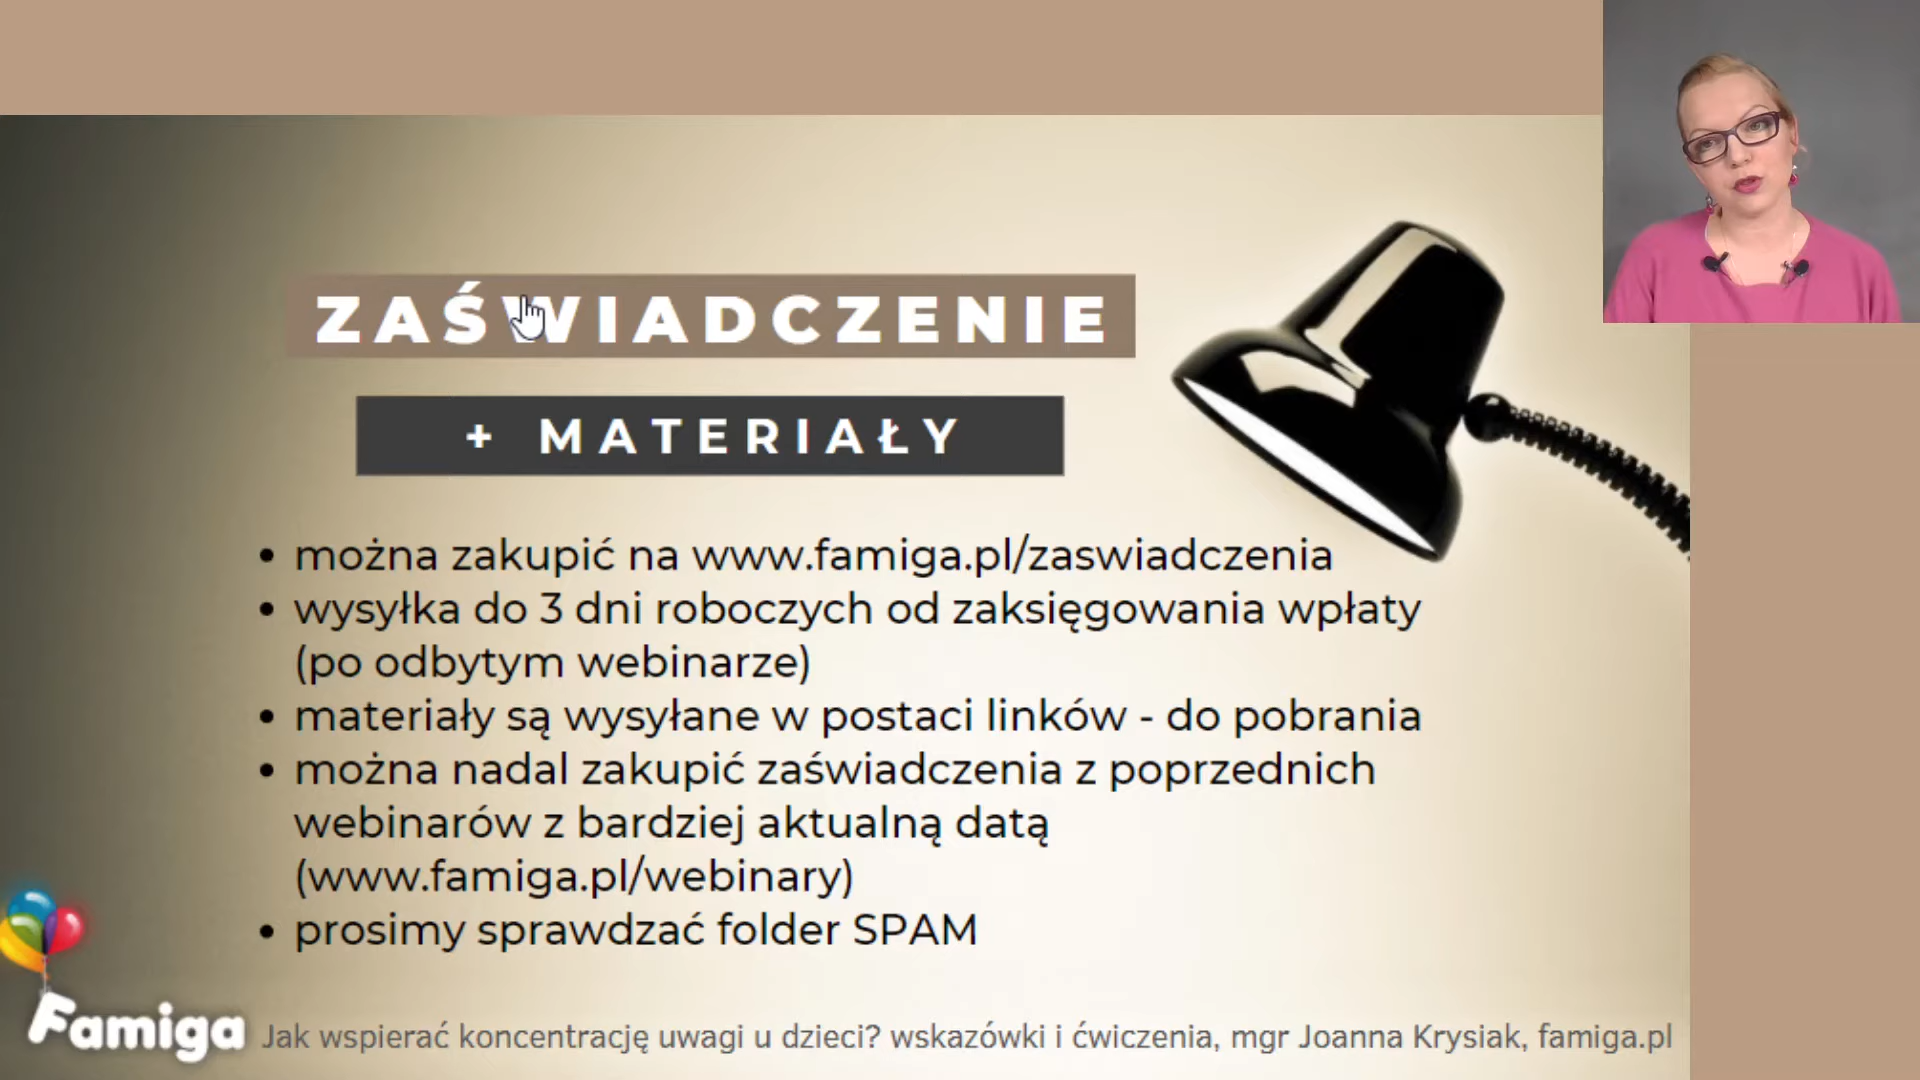 ZAŚWIADCZENIE
+ MATERIAŁY
• można zakupić na www.famiga.pl/zaswiadczenia
• wysyłka do 3 dni roboczych od zaksięgowania wpłaty
(po odbytym webinarze)
• materiały są wysyłane w postaci linków - do pobrania
• można nadal zakupić zaświadczenia z poprzednich
webinarów z bardziej aktualną datą
(www.famiga.pl/webinary)
• prosimy sprawdzać folder SPAM
Famiga
Jak wspierać koncentrację uwagi u dzieci? wskazówki i ćwiczenia, mgr Joanna Krysiak, famiga.pl